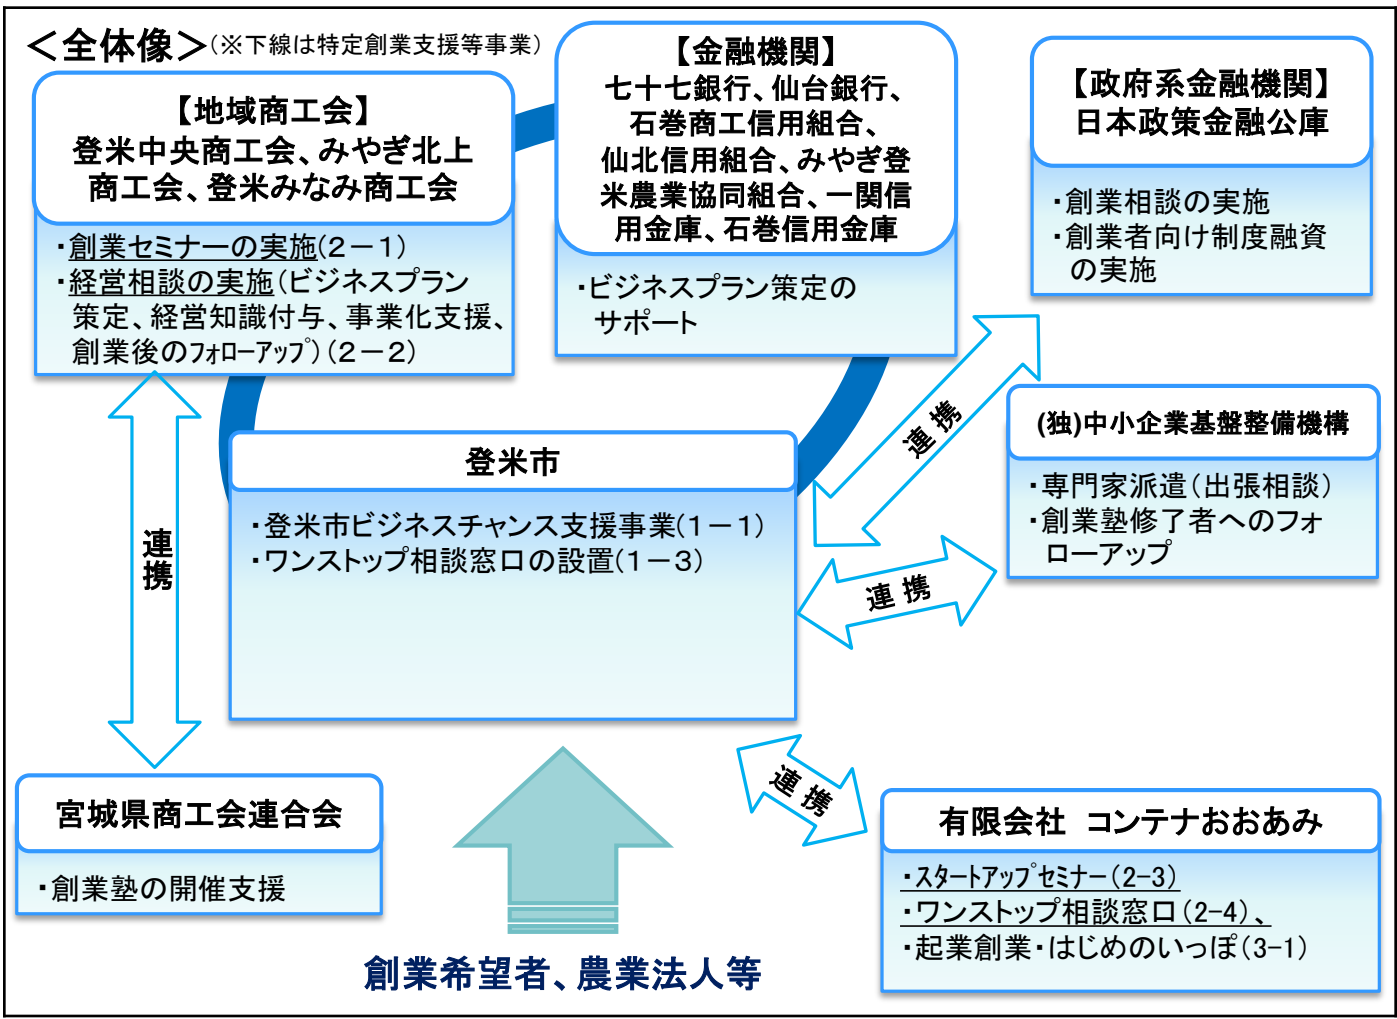 ＜全体像＞（※下線は特定創業支援等事業）
【地域商工会】
登米中央商工会、みやぎ北上
商工会、登米みなみ商工会
・創業セミナーの実施(２－１)
・経営相談の実施(ビジネスプラン
策定、経営知識付与、事業化支援、
創業後のﾌｫﾛｰｱｯﾌﾟ)(２－２)
【金融機関】
七十七銀行、仙台銀行、
石巻商工信用組合、
仙北信用組合、みやぎ登
米農業協同組合、一関信
用金庫、石巻信用金庫
・ビジネスプラン策定の
サポート
【政府系金融機関】
日本政策金融公庫
・創業相談の実施
・創業者向け制度融資
の実施
連携
(独)中小企業基盤整備機構
・専門家派遣(出張相談)
・創業塾修了者へのフォ
ローアップ
登米市
・登米市ビジネスチャンス支援事業(１－１)
・ワンストップ相談窓口の設置(１－３)
連携
連携
連携
宮城県商工会連合会
・創業塾の開催支援
有限会社　コンテナおおあみ
・ｽﾀｰﾄｱｯﾌﾟセミナー(2-3)
・ワンストップ相談窓口(2-4)、
・起業創業・はじめのいっぽ(3-1)
創業希望者、農業法人等